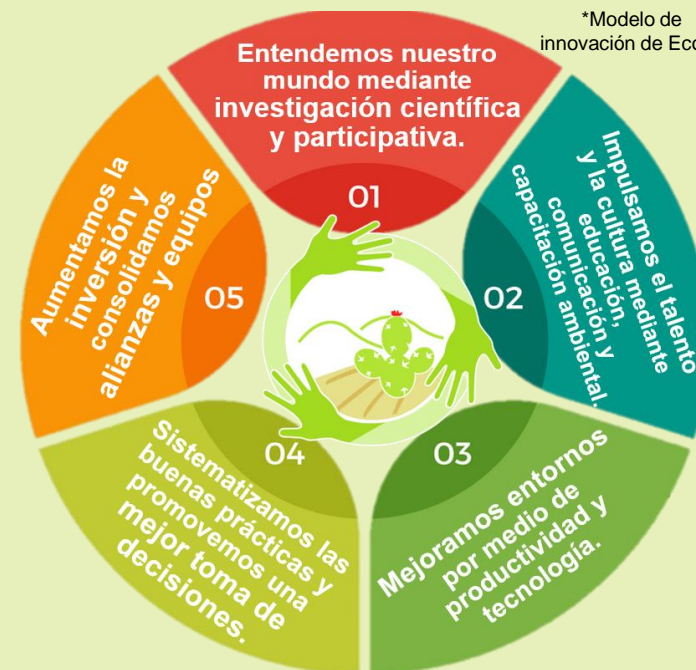 *Modelo de
innovación de Eco
Entendemos nuestro
mundo mediante
investigación científica
y participativa.
01
Impulsamos el talento
y la cultura mediante
educación,
comunicación y
capacitación ambiental.
02
Mejoramos entornos
por medio de
productividad y
tecnología.
03
Sistematizamos las
buenas prácticas y
promovemos una
mejor toma de
decisiones.
04
Aumentamos la
inversión y
consolidamos
alianzas y equipos
05